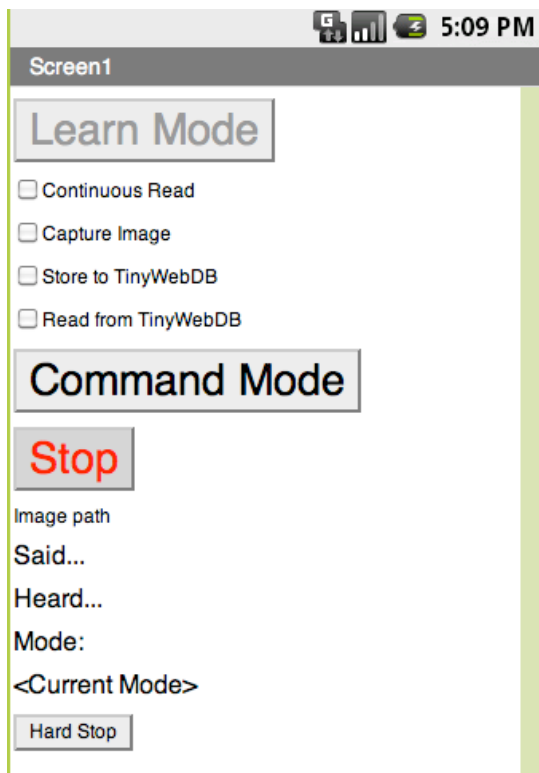 5:09 PM
Screen1
Learn Mode
Continuous Read
Capture Image
Store to TinyWebDB
Read from TinyWebDB
Command Mode
Stop
Image path
Said...
Heard...
Mode:
<Current Mode>
Hard Stop